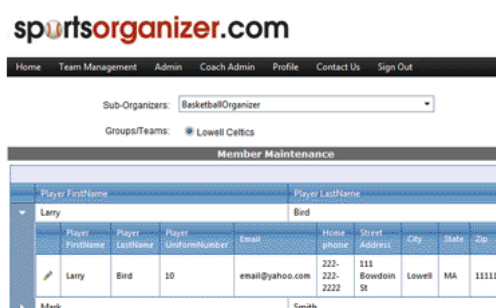 sportsorganizer.com
Home Team Management Admin Coach Admin Profile Contact Us Sign Out
Sub-Organizers: BasketballOrganizer
Groups/Teams: Lowell Celtics
Member Maintenance
Player FirstName Player LastName
Larry Bird
Player FirstName Player LastName Player UniformNumber Email Home phone Street Address City State Zip
Larry Bird 10 email@yahoo.com 222-222-2222 111 Bowdoin St Lowell MA 11111
Mark Smith